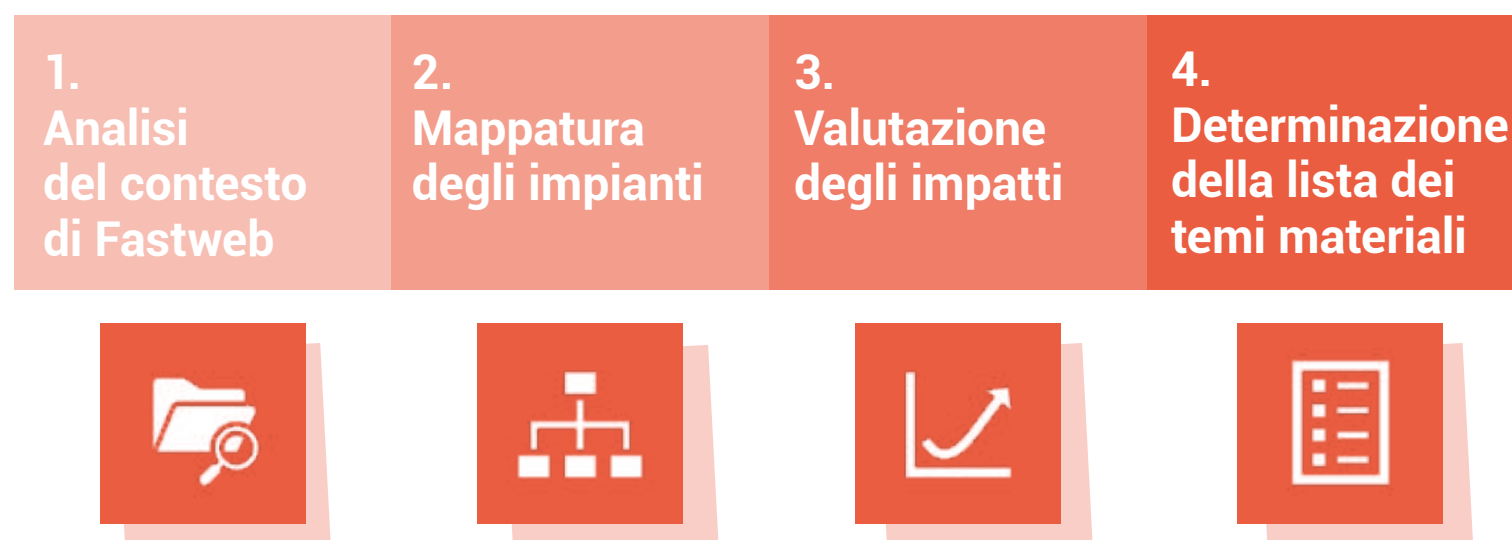 1.
Analisi
del contesto
di Fastweb
2.
Mappatura
degli impianti
3.
Valutazione
degli impatti
4.
Determinazione
della lista dei
temi materiali